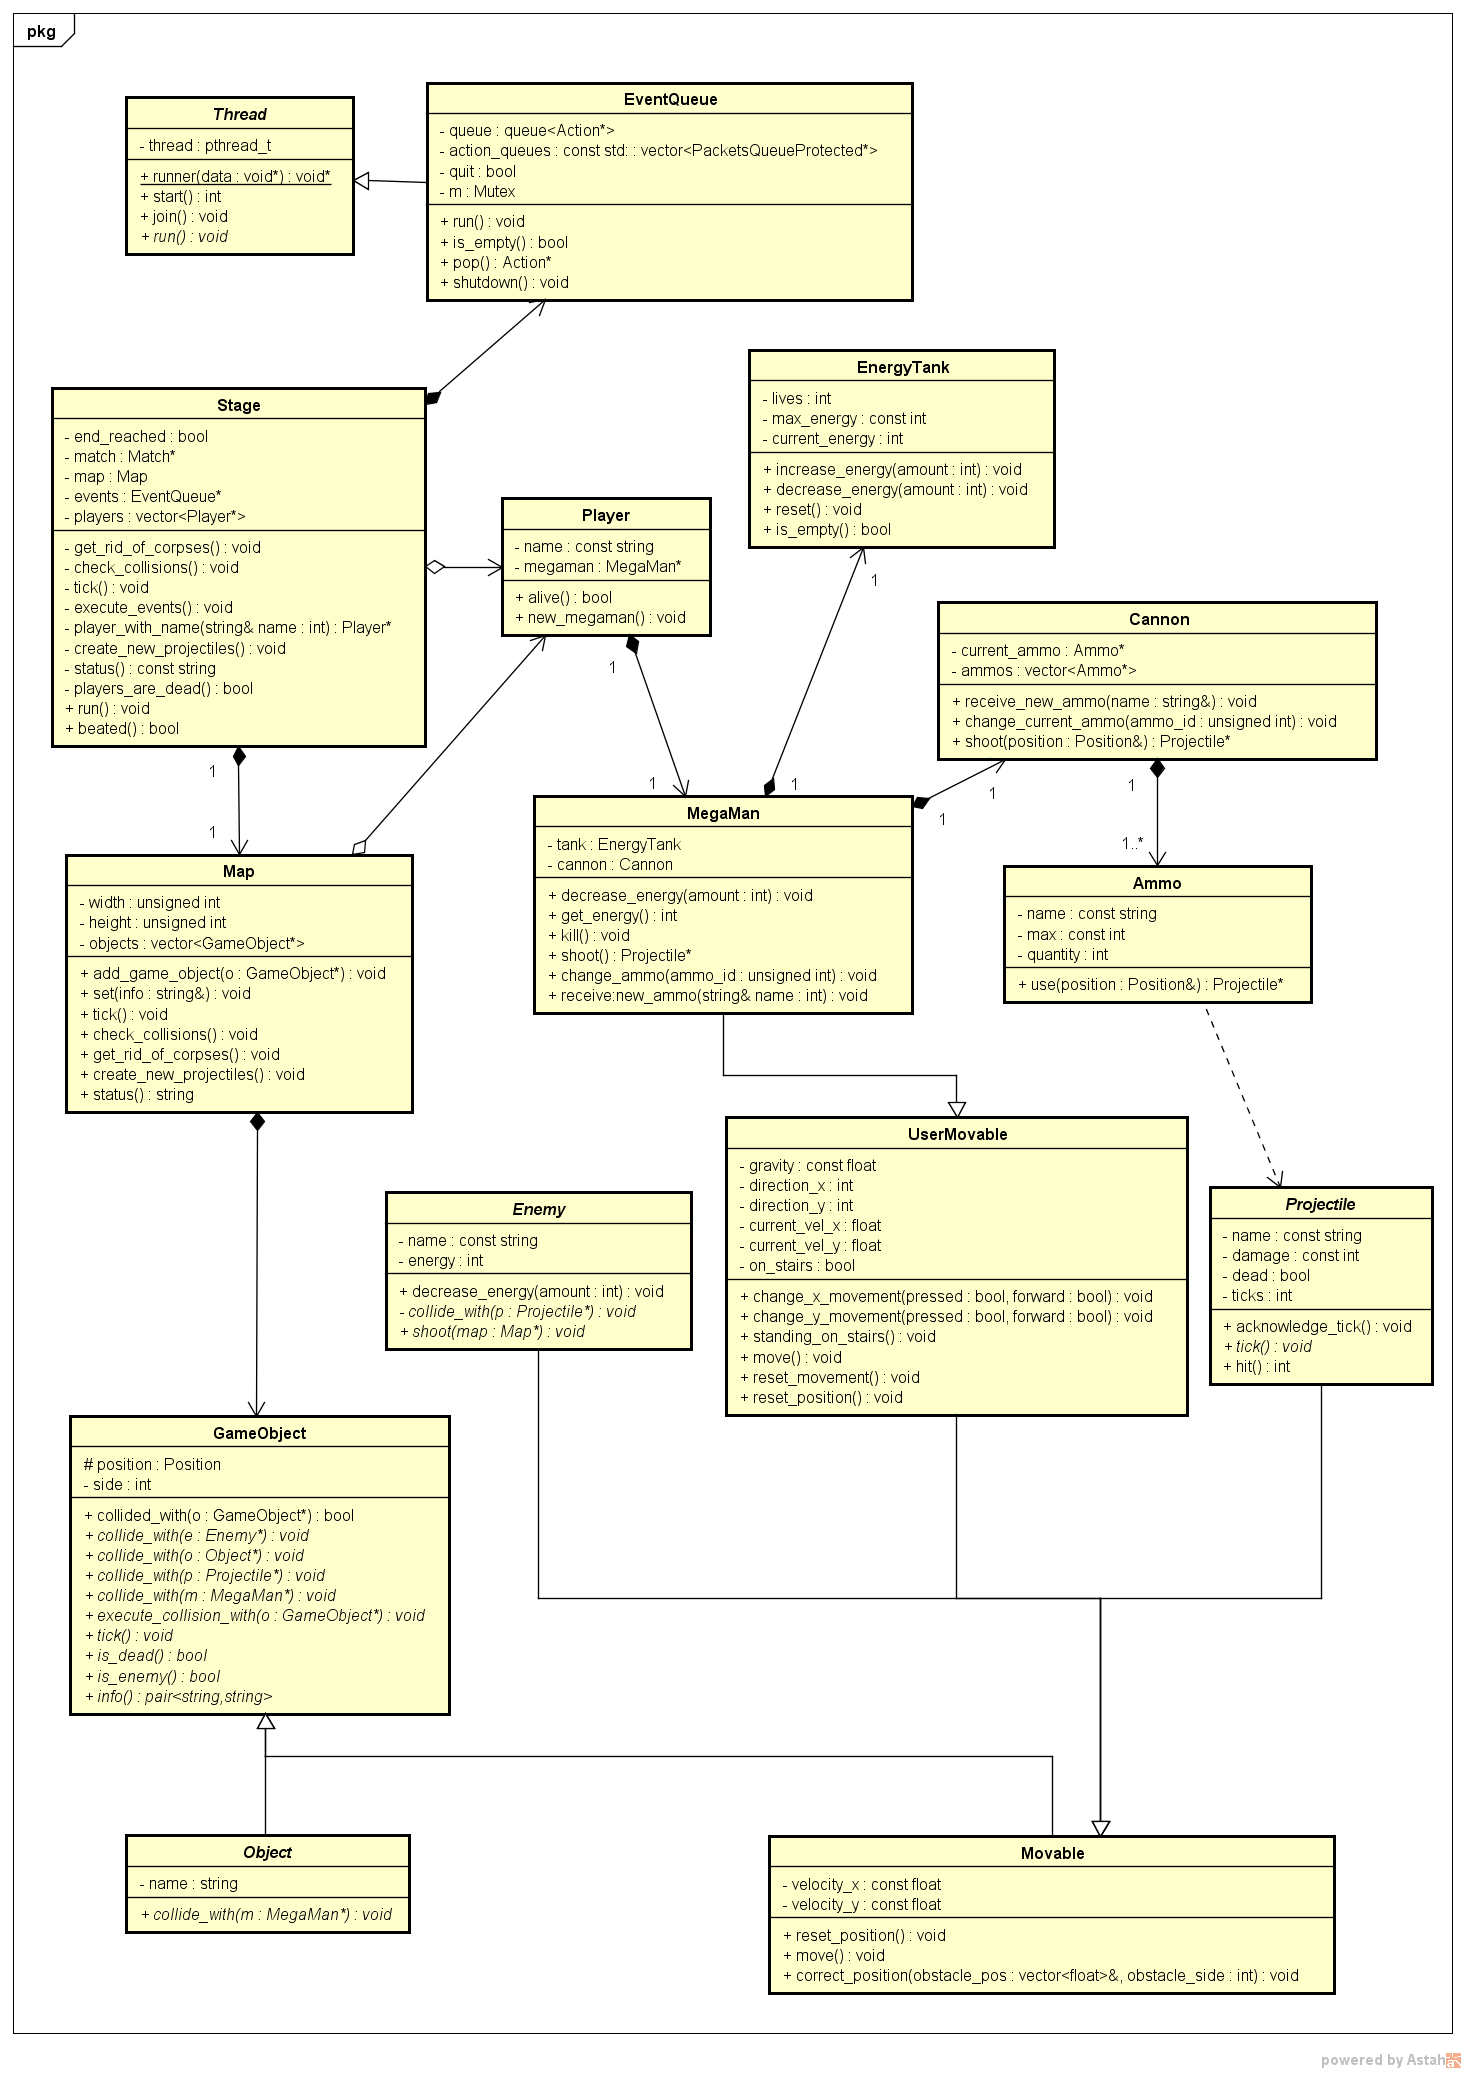 pkg
Thread
- thread : pthread_t
+ runner(data : void*) : void*
+ start() : int
+ join() : void
+ run() : void
EventQueue
- queue : queue<Action*>
- action_queues : const std: : vector<PacketsQueueProtected*>
- quit : bool
- m : Mutex
+ run() : void
+ is_empty() : bool
+ pop() : Action*
+ shutdown() : void
EnergyTank
- lives : int
- max_energy : const int
- current_energy : int
+ increase_energy(amount : int) : void
+ decrease_energy(amount : int) : void
+ reset() : void
+ is_empty() : bool
Stage
- end_reached : bool
- match : Match*
- map : Map
- events : EventQueue*
- players : vector<Player*>
- get_rid_of_corpses() : void
- check_collisions() : void
- tick() : void
- execute_events() : void
- player_with_name(string& name : int) : Player*
- create_new_projectiles() : void
- status() : const string
- players_are_dead() : bool
+ run() : void
+ beated() : bool
Player
- name : const string
- megaman : MegaMan*
+ alive() : bool
+ new_megaman() : void
1
1
Cannon
- current_ammo : Ammo*
- ammos : vector<Ammo*>
+ receive_new_ammo(name : string&) : void
+ change_current_ammo(ammo_id : unsigned int) : void
+ shoot(position : Position&) : Projectile*
1
1
1
1
1
1
1
1..*
Map
- width : unsigned int
- height : unsigned int
- objects : vector<GameObject*>
+ add_game_object(o : GameObject*) : void
+ set(info : string&) : void
+ tick() : void
+ check_collisions() : void
+ get_rid_of_corpses() : void
+ create_new_projectiles() : void
+ status() : string
MegaMan
- tank : EnergyTank
- cannon : Cannon
+ decrease_energy(amount : int) : void
+ get_energy() : int
+ kill() : void
+ shoot() : Projectile*
+ change_ammo(ammo_id : unsigned int) : void
+ receive:new_ammo(string& name : int) : void
Ammo
- name : const string
- max : const int
- quantity : int
+ use(position : Position&) : Projectile*
UserMovable
- gravity : const float
- direction_x : int
- direction_y : int
- current_vel_x : float
- current_vel_y : float
- on_stairs : bool
+ change_x_movement(pressed : bool, forward : bool) : void
+ change_y_movement(pressed : bool, forward : bool) : void
+ standing_on_stairs() : void
+ move() : void
+ reset_movement() : void
+ reset_position() : void
Enemy
- name : const string
- energy : int
+ decrease_energy(amount : int) : void
- collide_with(p : Projectile*) : void
+ shoot(map : Map*) : void
Projectile
- name : const string
- damage : const int
- dead : bool
- ticks : int
+ acknowledge_tick() : void
+ tick() : void
+ hit() : int
GameObject
# position : Position
- side : int
+ collided_with(o : GameObject*) : bool
+ collide_with(e : Enemy*) : void
+ collide_with(o : Object*) : void
+ collide_with(p : Projectile*) : void
+ collide_with(m : MegaMan*) : void
+ execute_collision_with(o : GameObject*) : void
+ tick() : void
+ is_dead() : bool
+ is_enemy() : bool
+ info() : pair<string,string>
Object
- name : string
+ collide_with(m : MegaMan*) : void
Movable
- velocity_x : const float
- velocity_y : const float
+ reset_position() : void
+ move() : void
+ correct_position(obstacle_pos : vector<float>&, obstacle_side : int) : void
powered by Astah